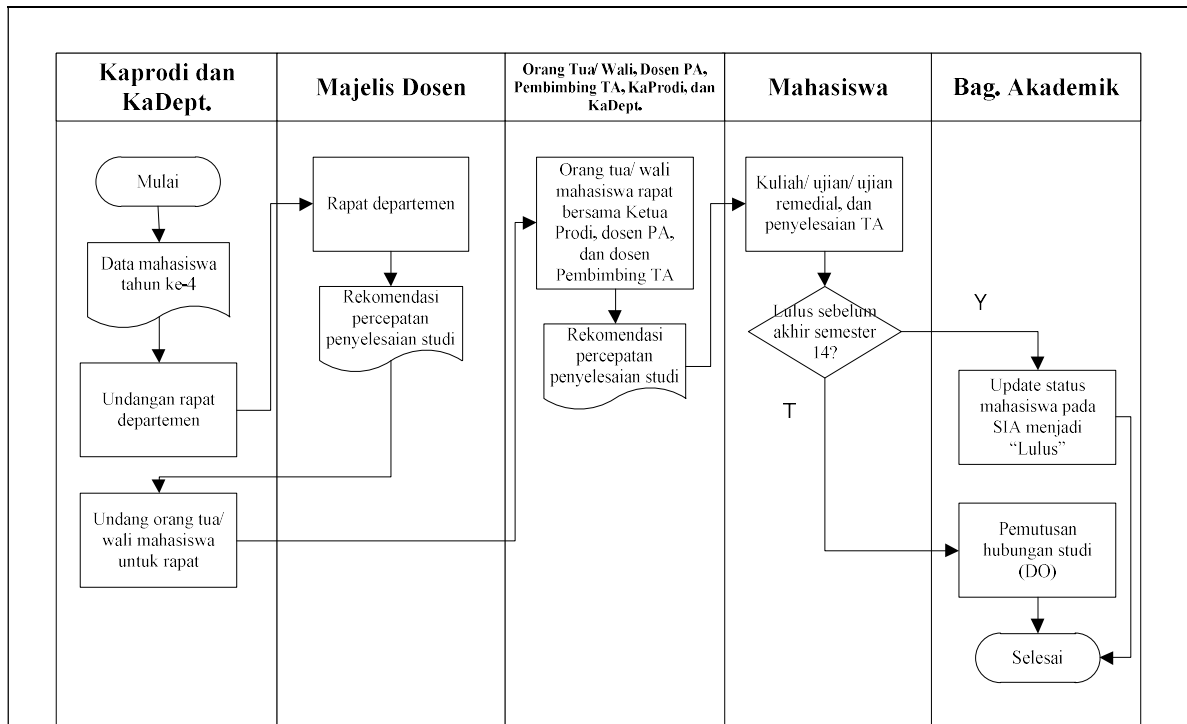 Kaprodi dan
KaDept.
Majelis Dosen
Orang Tua/ Wali, Dosen PA,
Pembimbing TA, KaProdi, dan
KaDept.
Mahasiswa
Bag. Akademik
Mulai
Data mahasiswa
tahun ke-4
Undangan rapat
departemen
Undang orang tua/
wali mahasiswa
untuk rapat
Rapat departemen
Rekomendasi
percepatan
penyelesaian studi
Orang tua/ wali
mahasiswa rapat
bersama Ketua
Prodi, dosen PA,
dan dosen
Pembimbing TA
Rekomendasi
percepatan
penyelesaian studi
Kuliah/ ujian/ ujian
remedial, dan
penyelesaian TA
Lulus sebelum
akhir semester
14?
Y
T
Update status
mahasiswa pada
SIA menjadi
“Lulus”
Pemutusan
hubungan studi
(DO)
Selesai